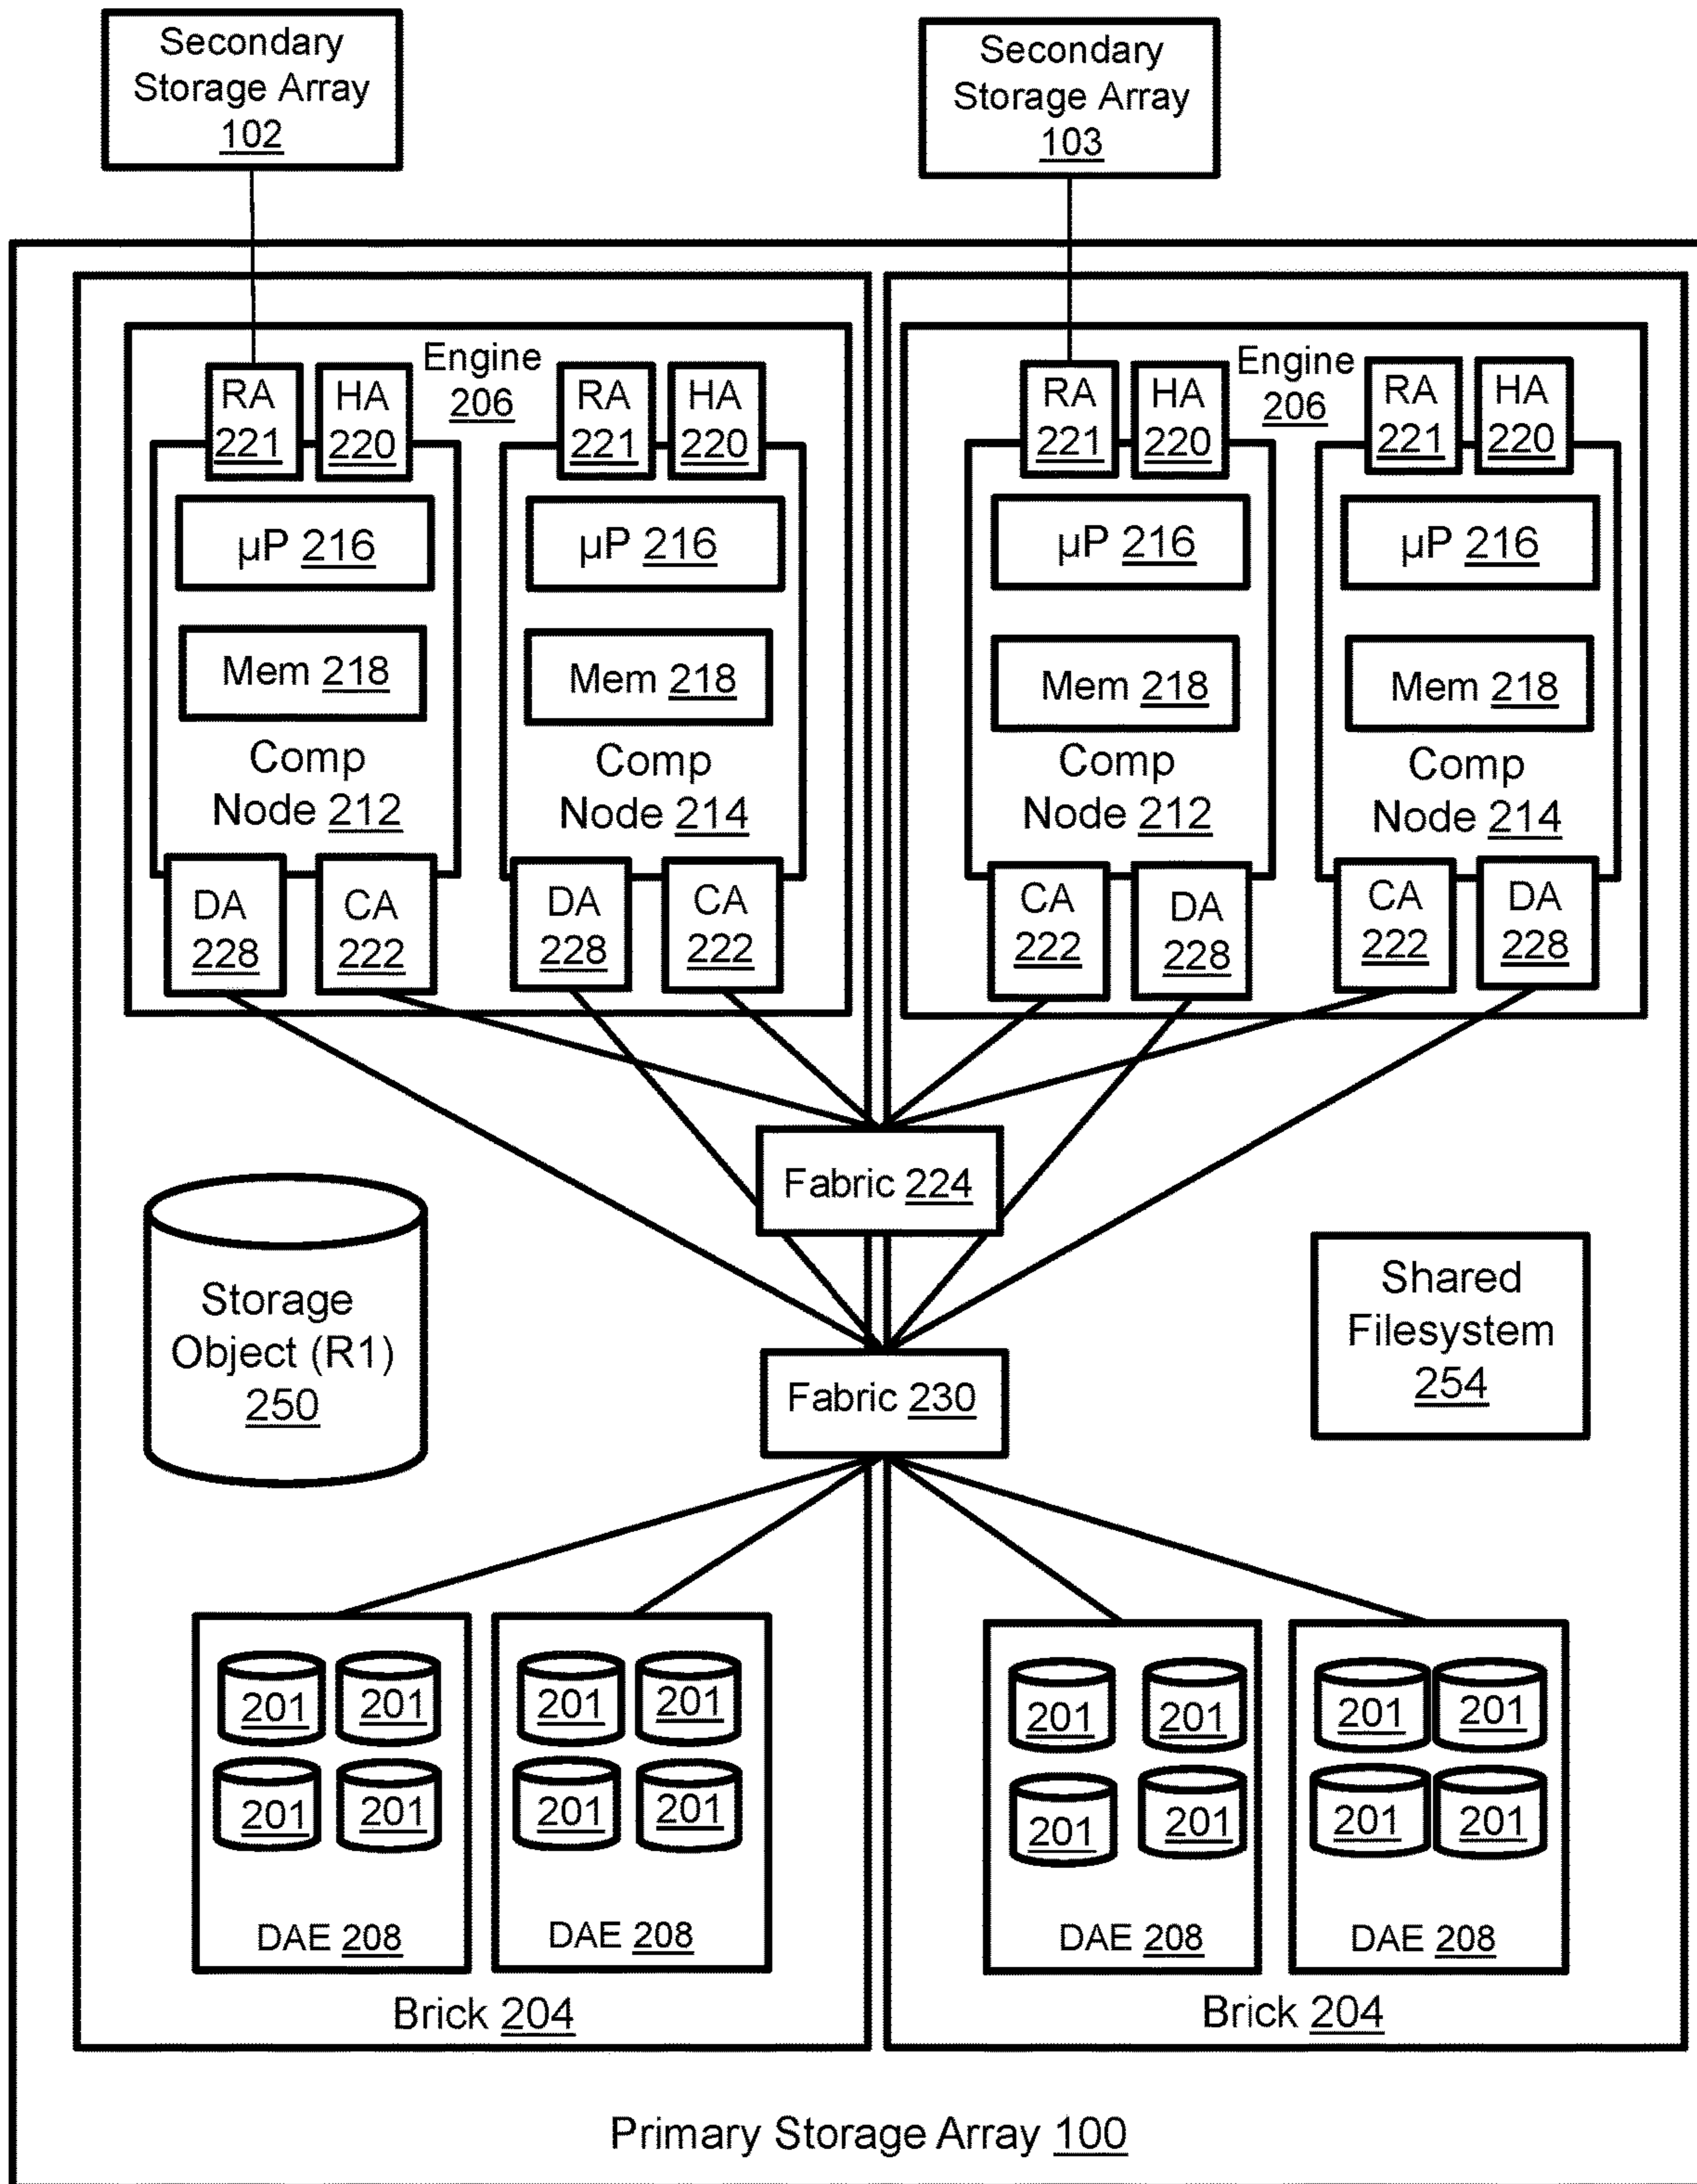 Secondary
Storage Array
102
Secondary
Storage Array
103
Engine
206
RA
221
HA
220
µP 216
Mem 218
Comp
Node 212
DA
228
CA
222
RA
221
HA
220
µP 216
Mem 218
Comp
Node 214
DA
228
CA
222
Engine
206
RA
221
HA
220
µP 216
Mem 218
Comp
Node 212
CA
222
DA
228
RA
221
HA
220
µP 216
Mem 218
Comp
Node 214
CA
222
DA
228
Fabric 224
Storage
Object (R1)
250
Fabric 230
Shared
Filesystem
254
201 201
201 201
DAE 208
201 201
201 201
DAE 208
Brick 204
201 201
201 201
DAE 208
201 201
201 201
DAE 208
Brick 204
Primary Storage Array 100